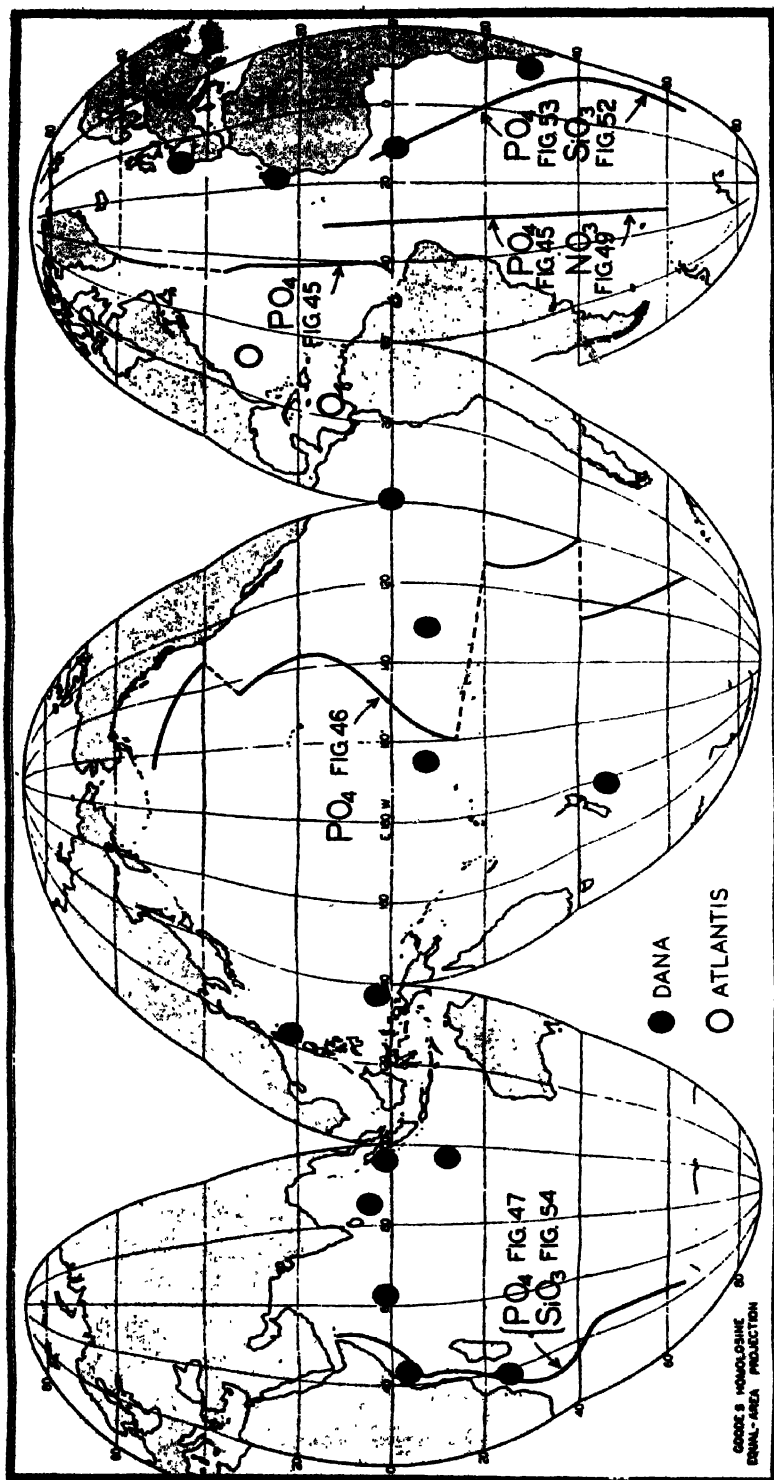 PO₄ FIG. 47
SiO₃ FIG. 54
PO₄ FIG. 46
PO₄
FIG. 45
PO₄
FIG. 45
NO₃
FIG. 49
PO₄
FIG. 53
SiO₃
FIG. 52
DANA
ATLANTIS
GOODE'S HOMOLOSINE
EQUAL-AREA PROJECTION
E 180 W